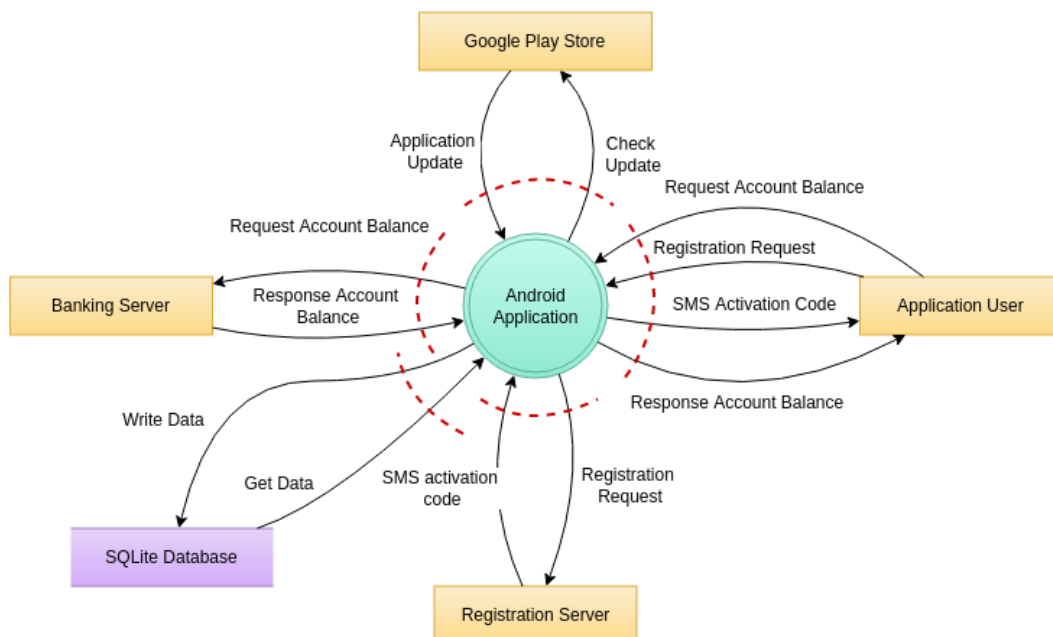 Google Play Store
Application
Update
Check
Update
Request Account Balance
Request Account Balance
Registration Request
Banking Server
Response Account
Balance
Android
Application
SMS Activation Code
Application User
Response Account Balance
Write Data
Get Data
SMS activation
code
Registration
Request
SQLite Database
Registration Server